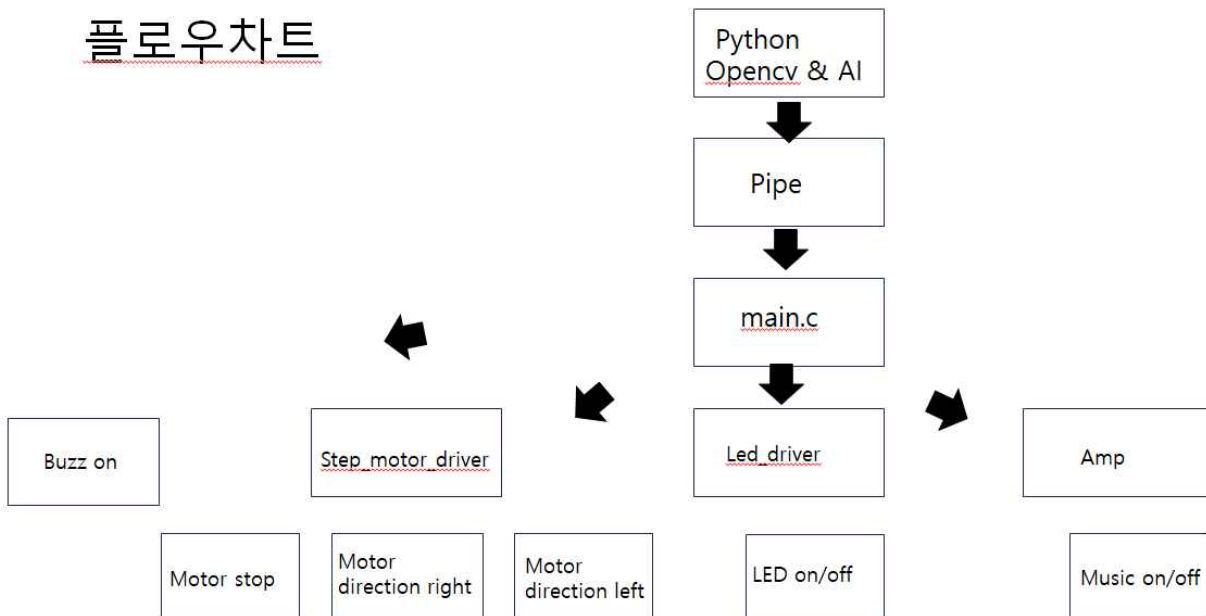 플로우차트
Python
Opencv & AI
Pipe
main.c
Buzz on
Step_motor_driver
Led_driver
Amp
Motor stop
Motor
direction right
Motor
direction left
LED on/off
Music on/off